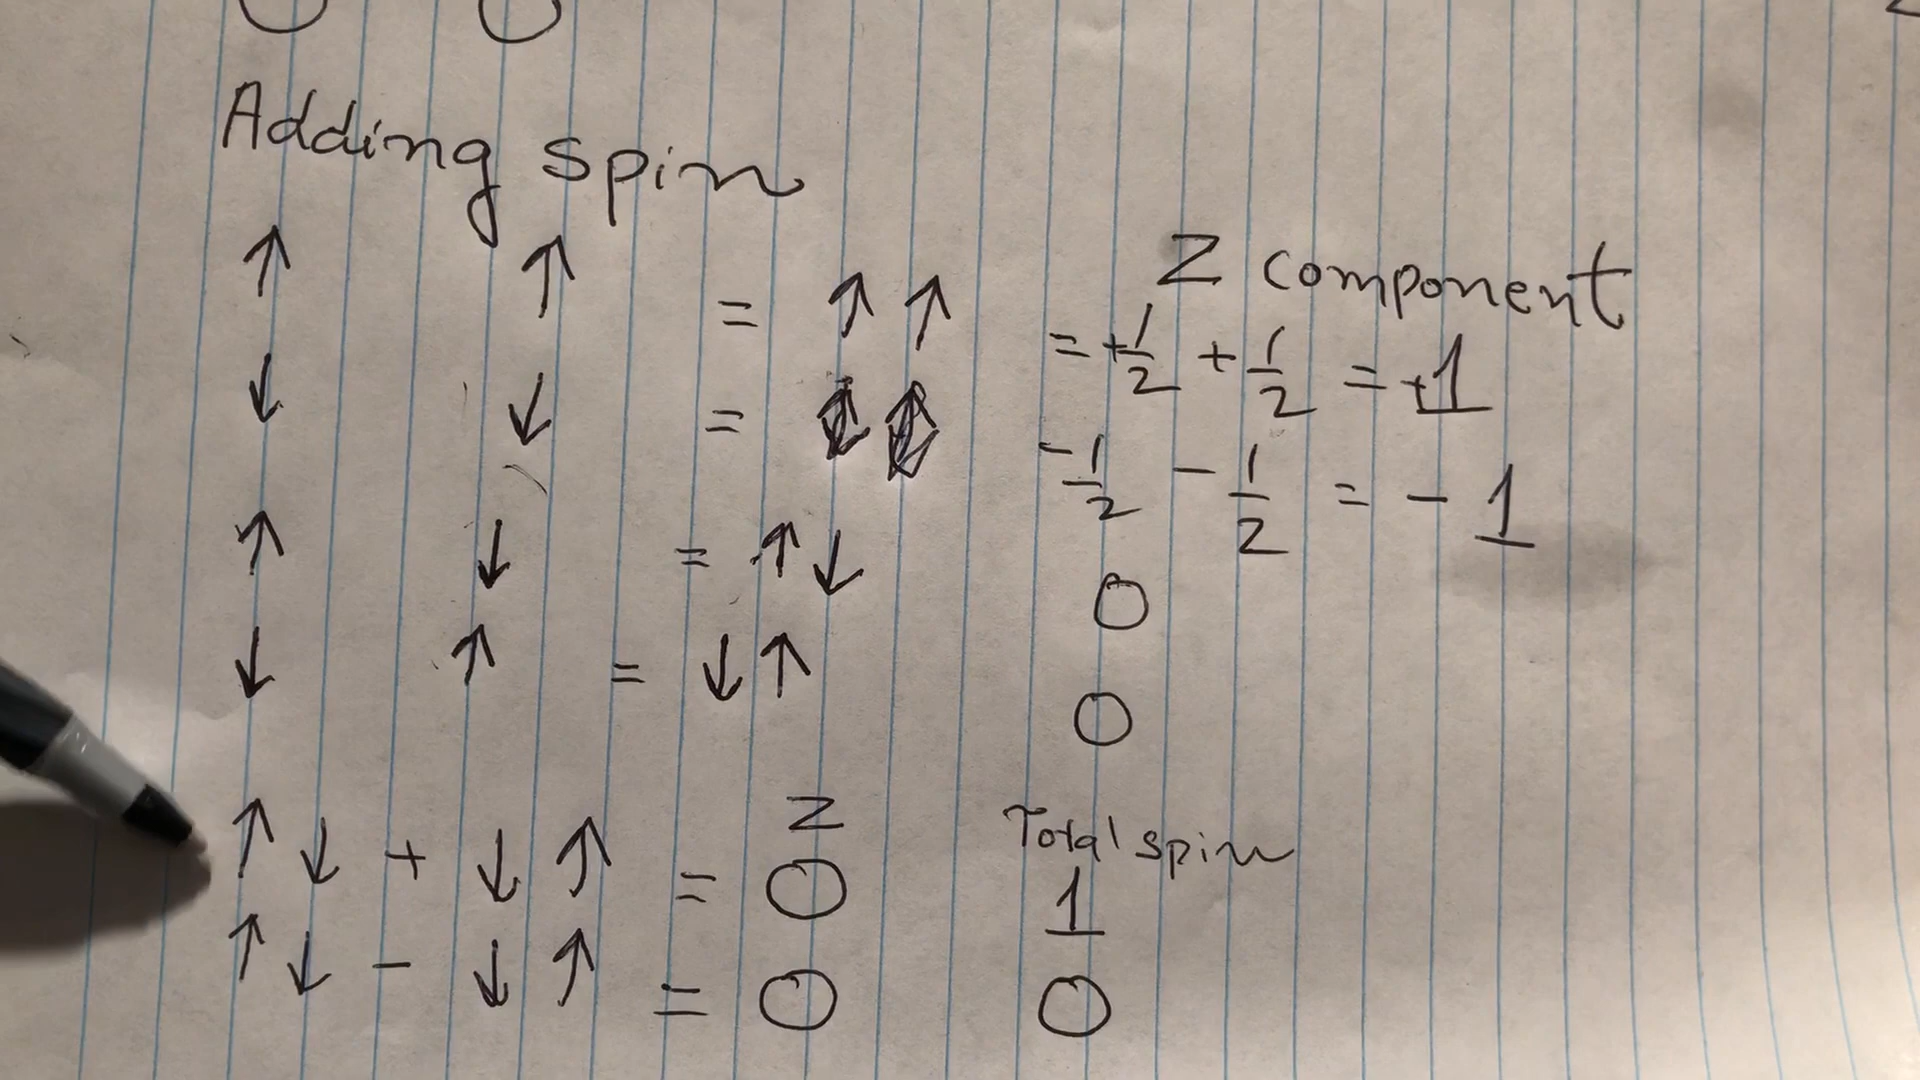 Adding spin
Z component
↑ ↑ = ↑ ↑ = +1/2 + 1/2 = +1
↓ ↓ = -1/2 - 1/2 = - 1
↑ ↓ = ↑ ↓ 0
↓ ↑ = ↓ ↑ 0
Z Total spin
↑ ↓ + ↓ ↑ = 0 1
↑ ↓ - ↓ ↑ = 0 0